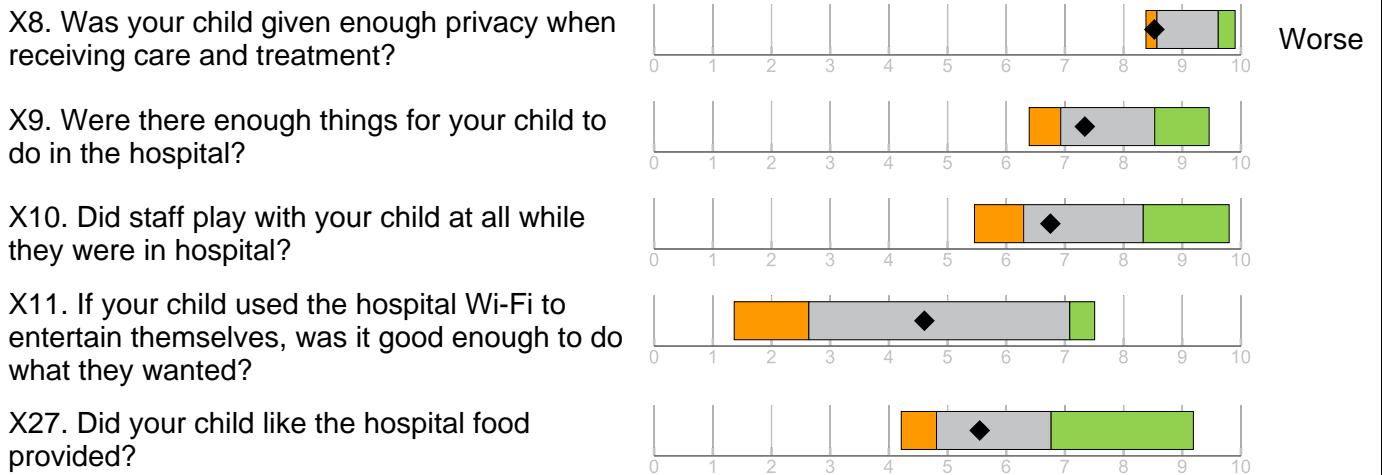 X8. Was your child given enough privacy when
receiving care and treatment?
Worse
0 1 2 3 4 5 6 7 8 9 10
X9. Were there enough things for your child to
do in the hospital?
0 1 2 3 4 5 6 7 8 9 10
X10. Did staff play with your child at all while
they were in hospital?
0 1 2 3 4 5 6 7 8 9 10
X11. If your child used the hospital Wi-Fi to
entertain themselves, was it good enough to do
what they wanted?
0 1 2 3 4 5 6 7 8 9 10
X27. Did your child like the hospital food
provided?
0 1 2 3 4 5 6 7 8 9 10